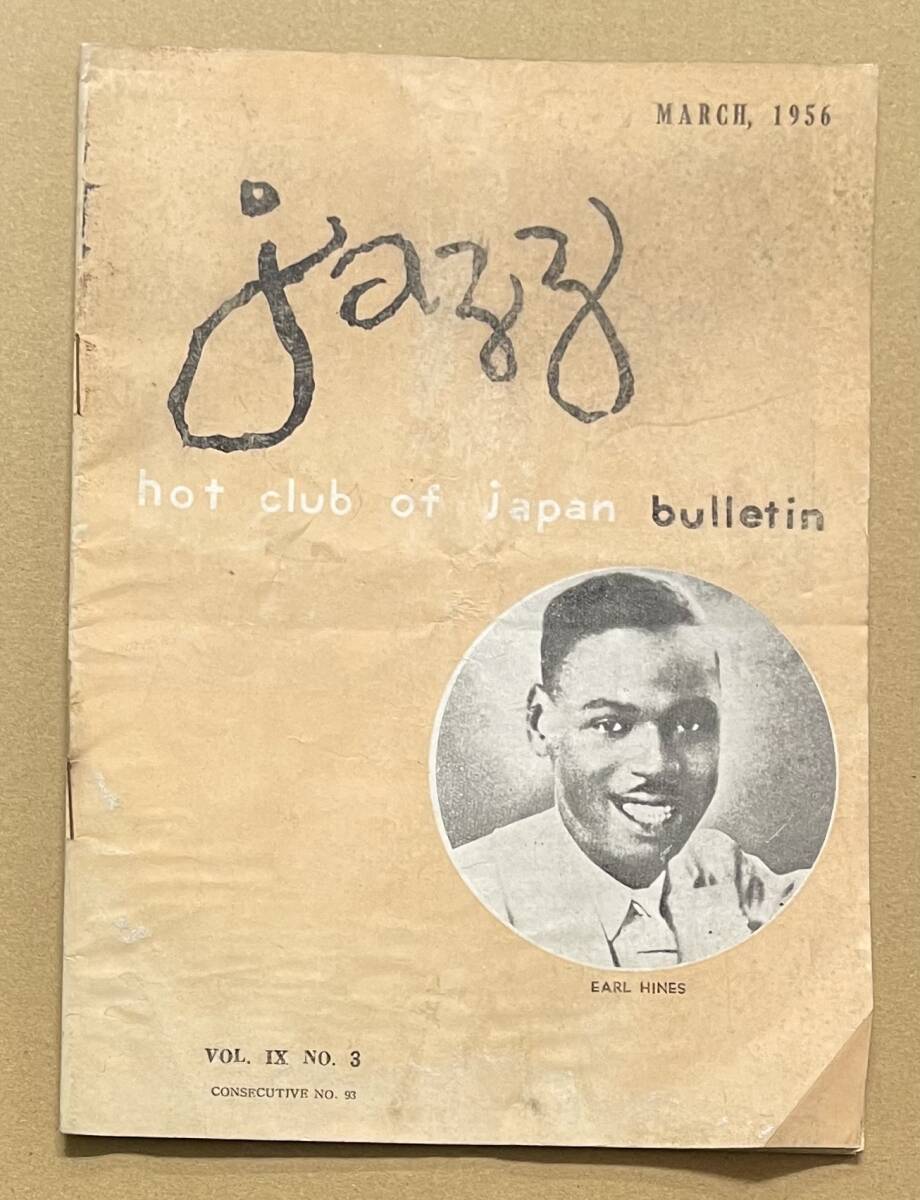 MARCH, 1956
jazz
hot club of japan bulletin
EARL HINES
VOL. IX NO. 3
CONSECUTIVE NO. 93